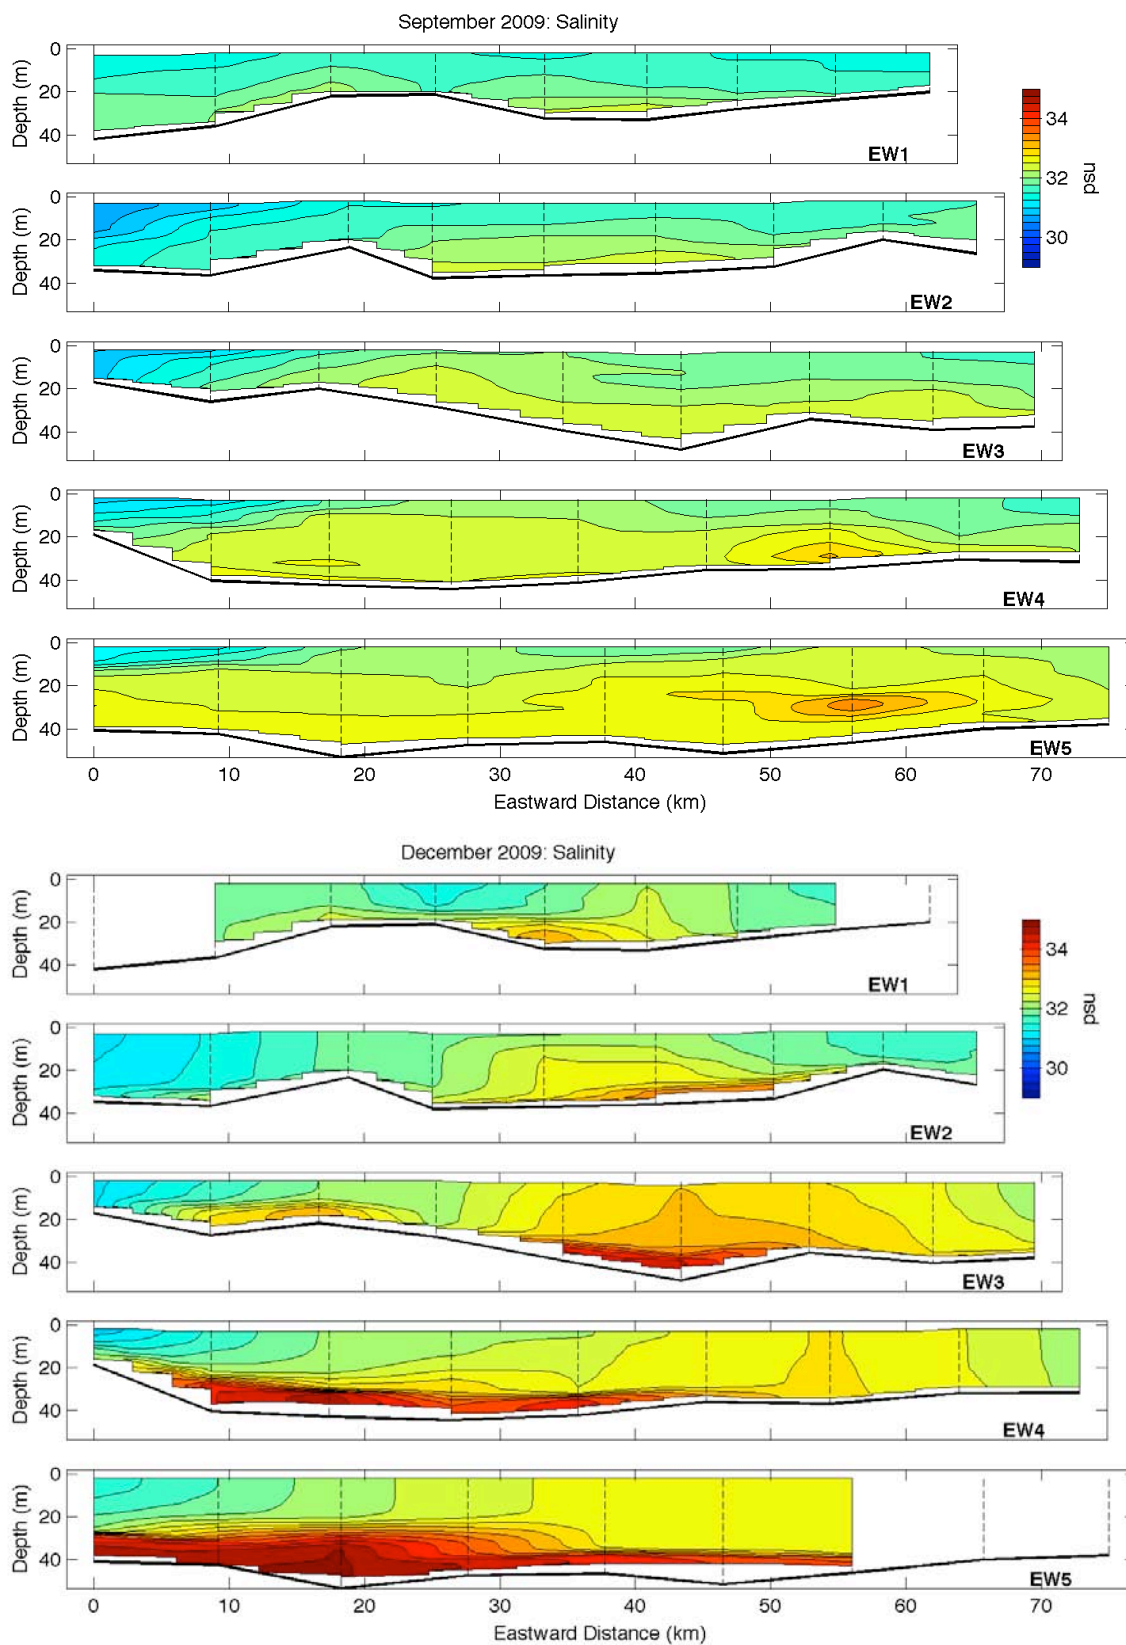 September 2009: Salinity
0
20
40
Depth (m)
EW1
34
32
30
psu
0
20
40
Depth (m)
EW2
0
20
40
Depth (m)
EW3
0
20
40
Depth (m)
EW4
0
20
40
Depth (m)
EW5
0 10 20 30 40 50 60 70
Eastward Distance (km)
December 2009: Salinity
0
20
40
Depth (m)
EW1
34
32
30
psu
0
20
40
Depth (m)
EW2
0
20
40
Depth (m)
EW3
0
20
40
Depth (m)
EW4
0
20
40
Depth (m)
EW5
0 10 20 30 40 50 60 70
Eastward Distance (km)